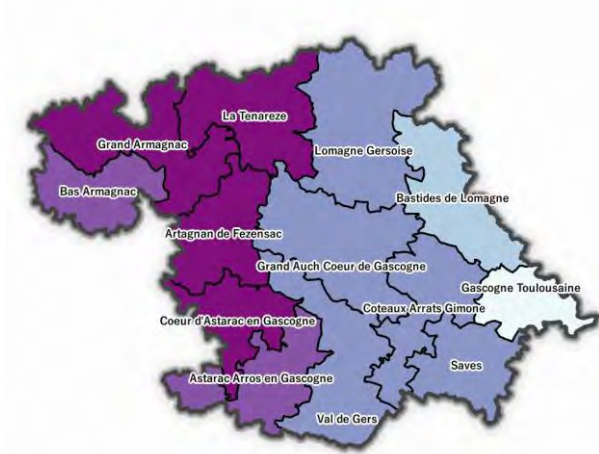 La Tenareze
Grand Armagnac
Lomagne Gersoise
Bas Armagnac
Bastides de Lomagne
Artagnan de Fezensac
Grand Auch Coeur de Gascogne
Gascogne Toulousaine
Coteaux Arrats Gimone
Coeur d'Astarac en Gascogne
Saves
Astarac Arros en Gascogne
Val de Gers